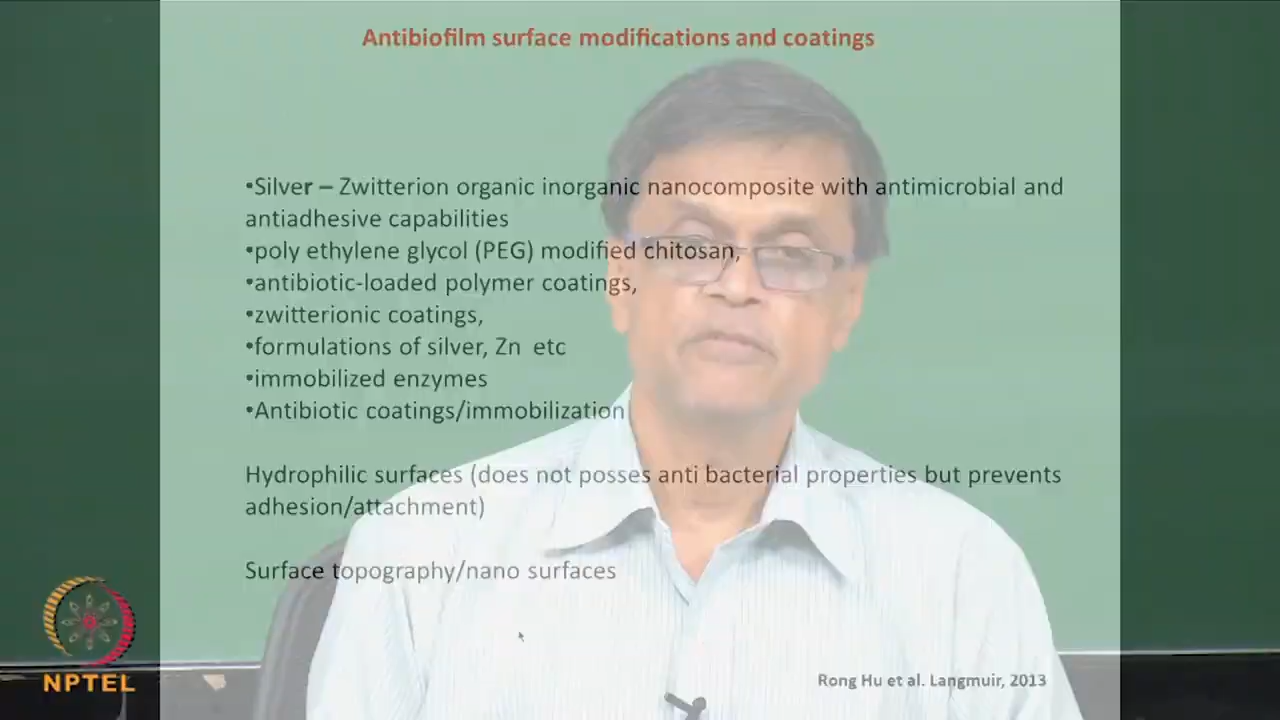 Antibiofilm surface modifications and coatings
•Silver – Zwitterion organic inorganic nanocomposite with antimicrobial and
antiadhesive capabilities
•poly ethylene glycol (PEG) modified chitosan,
•antibiotic-loaded polymer coatings,
•zwitterionic coatings,
•formulations of silver, Zn etc
•immobilized enzymes
•Antibiotic coatings/immobilization
Hydrophilic surfaces (does not posses anti bacterial properties but prevents
adhesion/attachment)
Surface topography/nano surfaces
Rong Hu et al. Langmuir, 2013
NPTEL